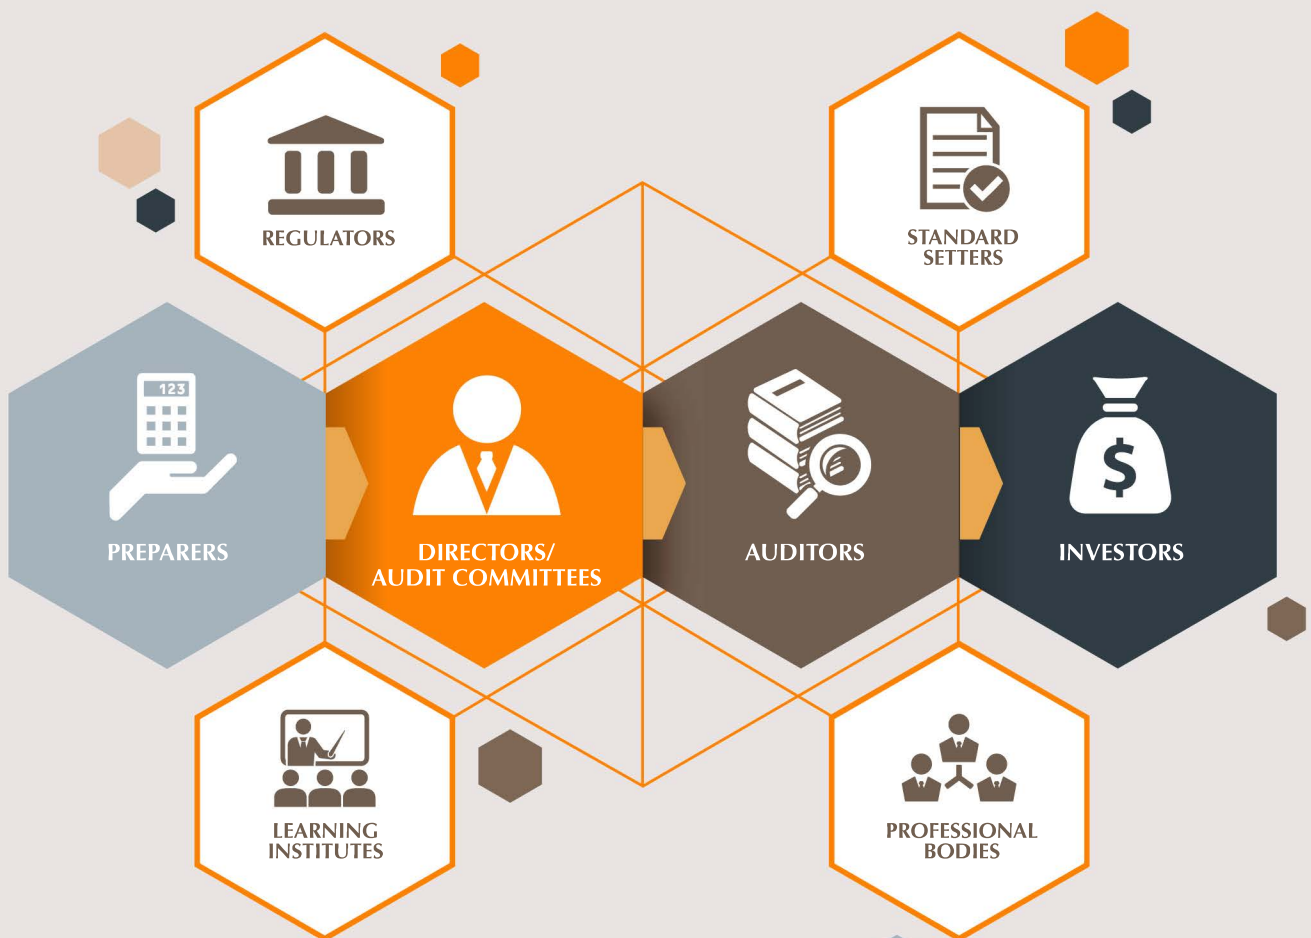 REGULATORS
STANDARD
SETTERS
123
PREPARERS
DIRECTORS/
AUDIT COMMITTEES
AUDITORS
$
INVESTORS
LEARNING
INSTITUTES
PROFESSIONAL
BODIES